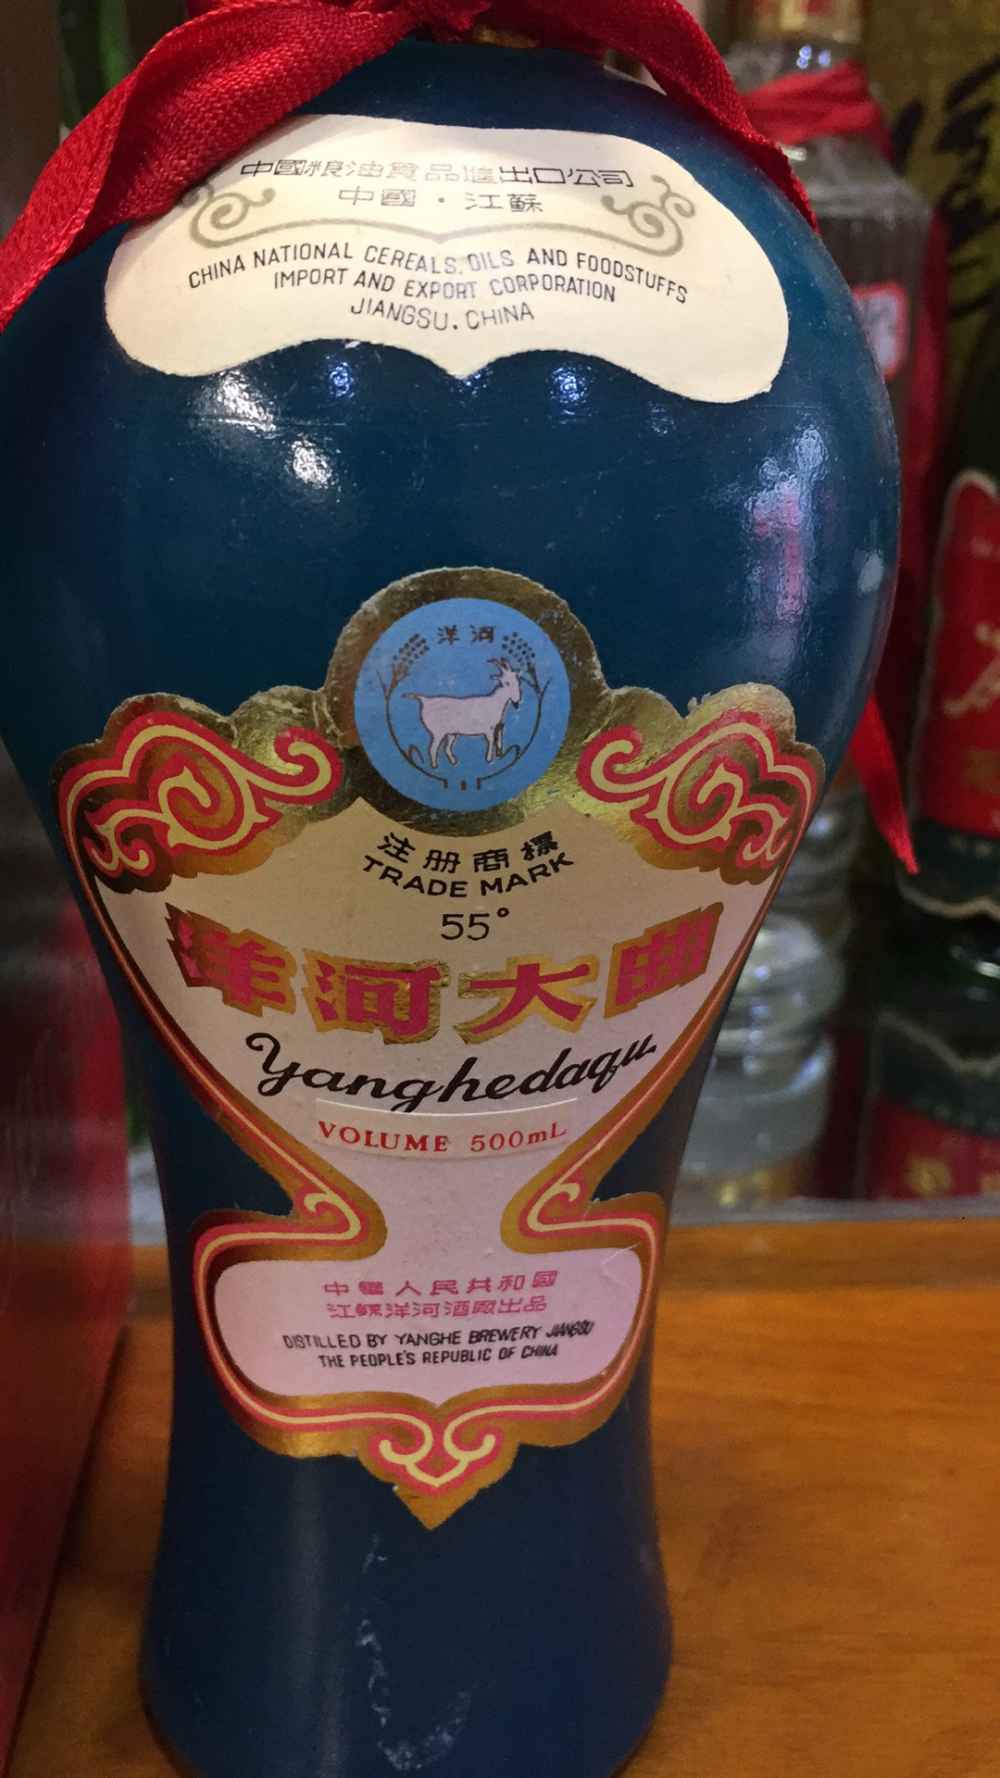 中國粮油食品進出口公司
中國·江蘇
CHINA NATIONAL CEREALS, OILS AND FOODSTUFFS
IMPORT AND EXPORT CORPORATION
JIANGSU. CHINA
洋河
注册商標
TRADE MARK
55°
洋河大曲
Yanghedaqu
VOLUME 500mL
中華人民共和國
江蘇洋河酒廠出品
DISTILLED BY YANGHE BREWERY JIANGSU
THE PEOPLE'S REPUBLIC OF CHINA